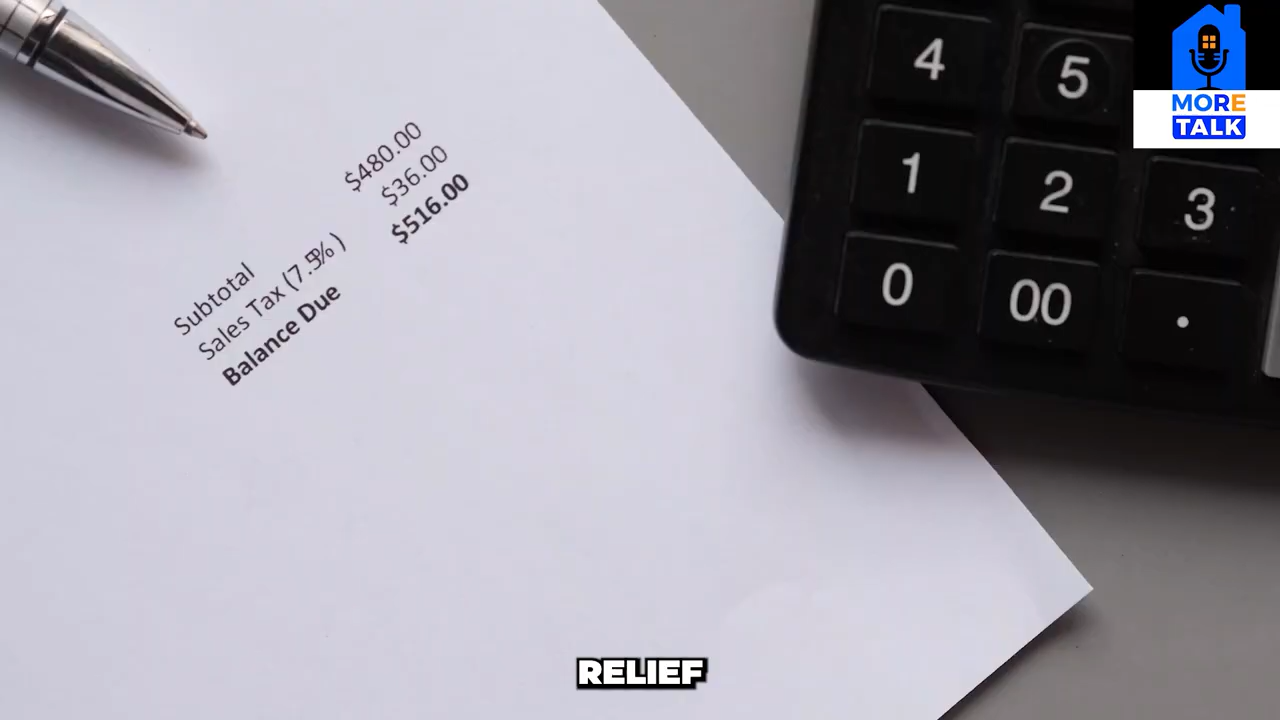 MORE
TALK
4 5
1 2 3
0 00 .
Subtotal $480.00
Sales Tax (7.5% ) $36.00
Balance Due $516.00
RELIEF